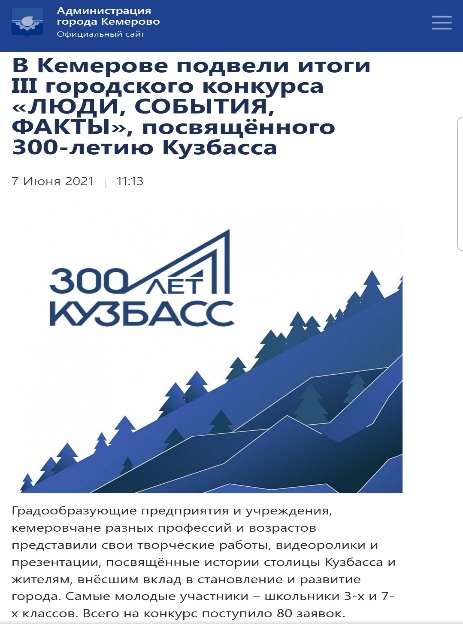 Администрация
города Кемерово
Официальный сайт
В Кемерове подвели итоги
III городского конкурса
«ЛЮДИ, СОБЫТИЯ,
ФАКТЫ», посвящённого
300-летию Кузбасса
7 Июня 2021 | 11:13
300 ЛЕТ
КУЗБАСС
Градообразующие предприятия и учреждения,
кемеровчане разных профессий и возрастов
представили свои творческие работы, видеоролики и
презентации, посвящённые истории столицы Кузбасса и
жителям, внёсшим вклад в становление и развитие
города. Самые молодые участники – школьники 3-х и 7-
х классов. Всего на конкурс поступило 80 заявок.